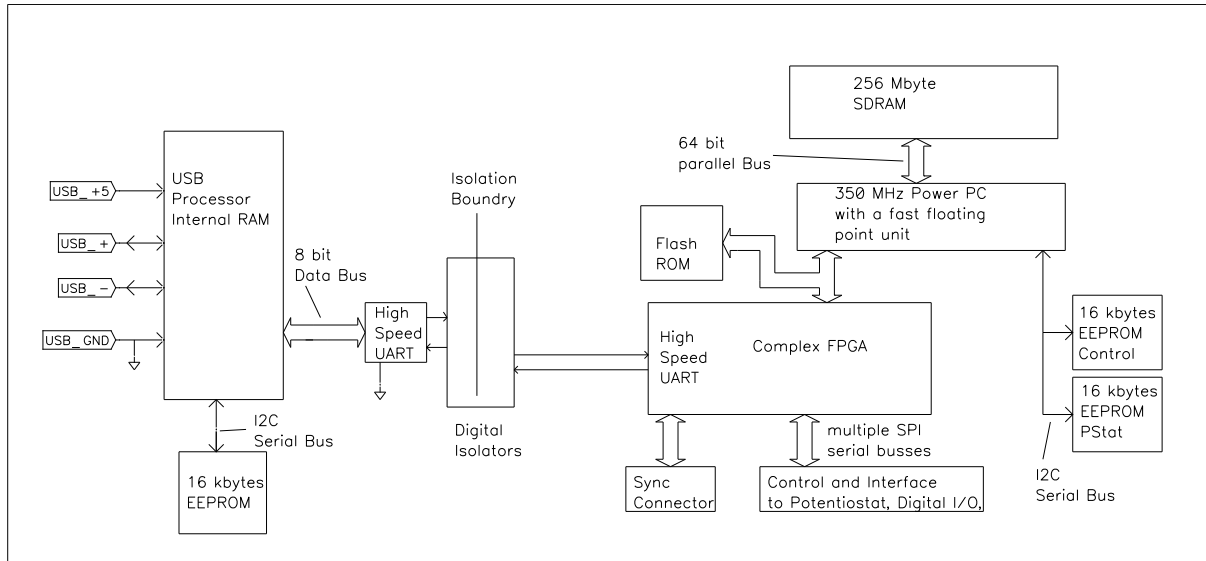 256 Mbyte
SDRAM
64 bit
parallel Bus
USB
Processor
Internal RAM
USB_+5
USB_+
USB_-
USB_GND
Isolation
Boundry
350 MHz Power PC
with a fast floating
point unit
Flash
ROM
8 bit
Data Bus
High
Speed
UART
High
Speed
UART
Complex FPGA
16 kbytes
EEPROM
Control
16 kbytes
EEPROM
PStat
I2C
Serial Bus
Digital
Isolators
multiple SPI
serial busses
16 kbytes
EEPROM
Sync
Connector
Control and Interface
to Potentiostat, Digital I/O,
I2C
Serial Bus